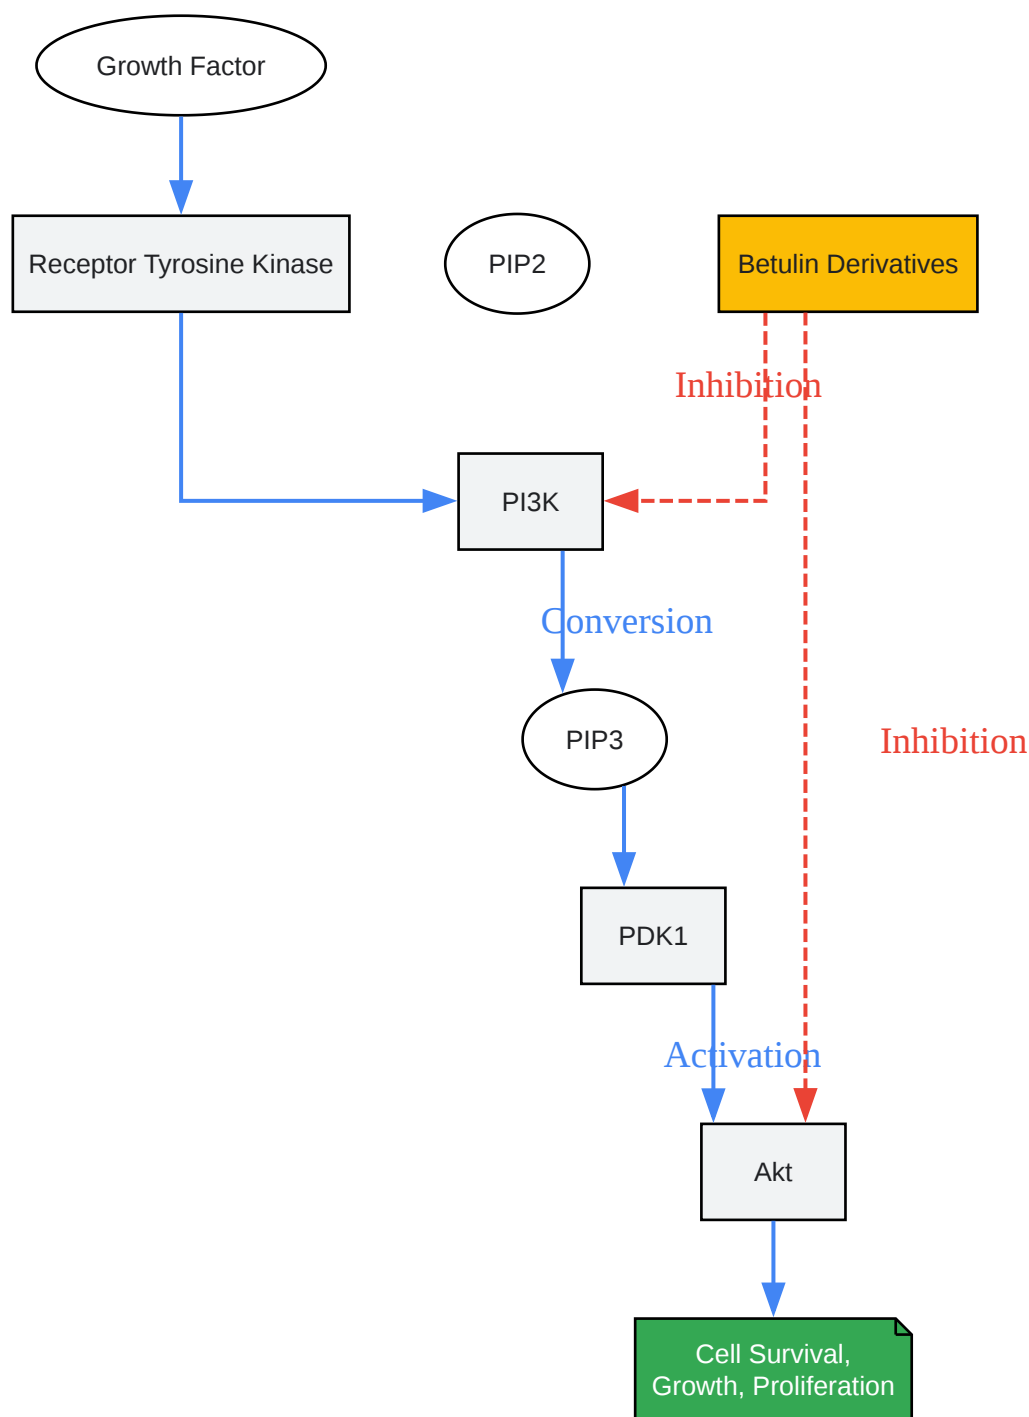 Growth Factor
Receptor Tyrosine Kinase
PIP2
Betulin Derivatives
Inhibition
PI3K
Conversion
PIP3
Inhibition
PDK1
Activation
Akt
Cell Survival,
Growth, Proliferation